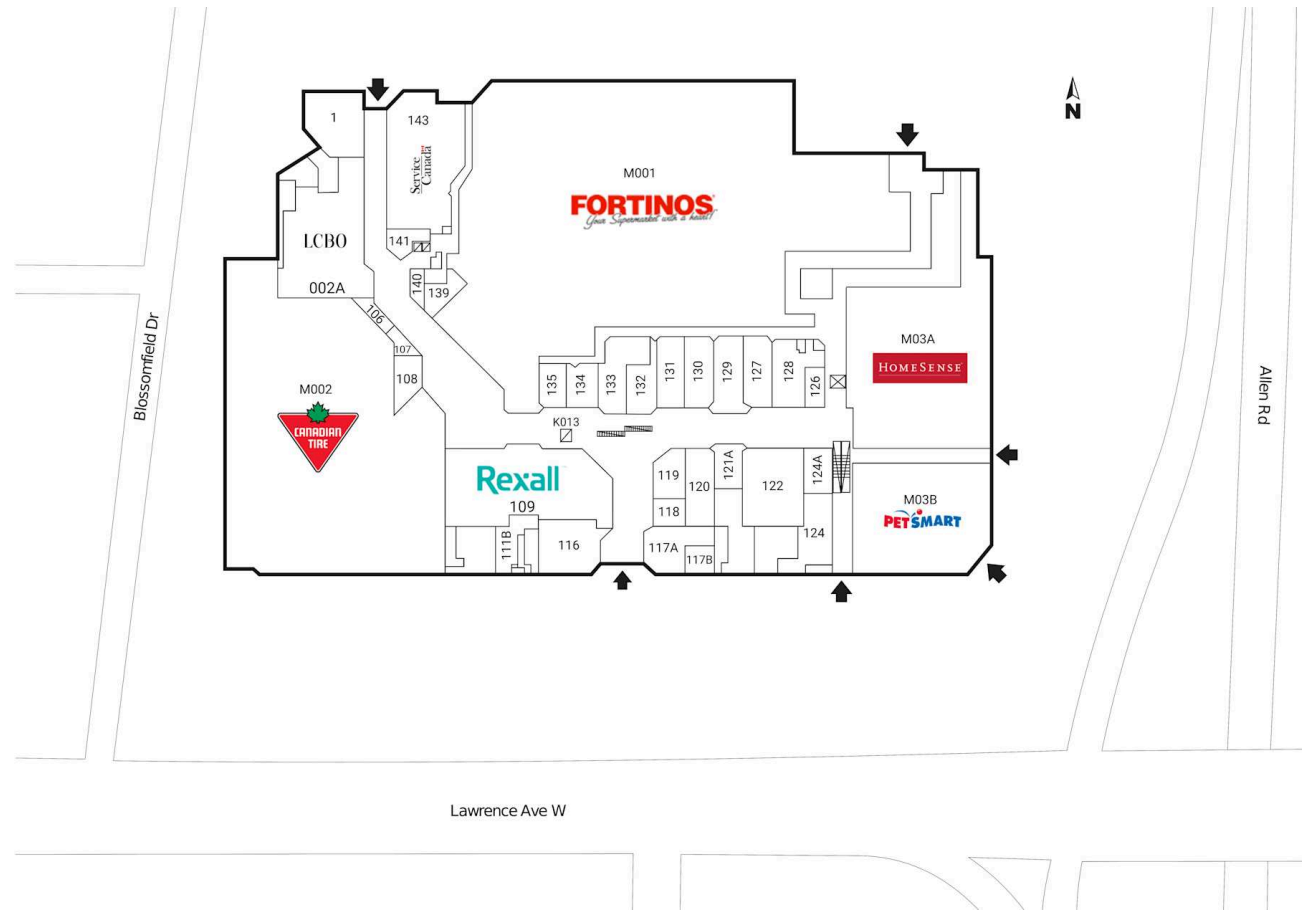 1
143
Service
Canada
M001
FORTINOS
Your Supermarket with a heart!
N
141
LCBO
002A
140
139
106
107
108
Blossomfield Dr
M002
CANADIAN
TIRE
M03A
HOMESENSE
135
134
133
132
131
130
129
127
128
126
Allen Rd
K013
Rexall
109
119
120
121A
122
124A
118
M03B
PETSMART
111B
116
117A
117B
124
Lawrence Ave W